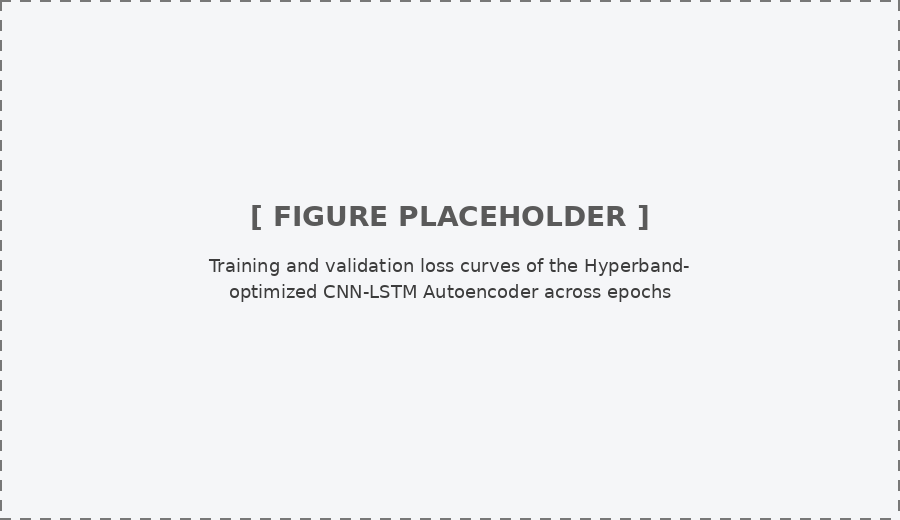 [ FIGURE PLACEHOLDER ]
Training and validation loss curves of the Hyperband-
optimized CNN-LSTM Autoencoder across epochs